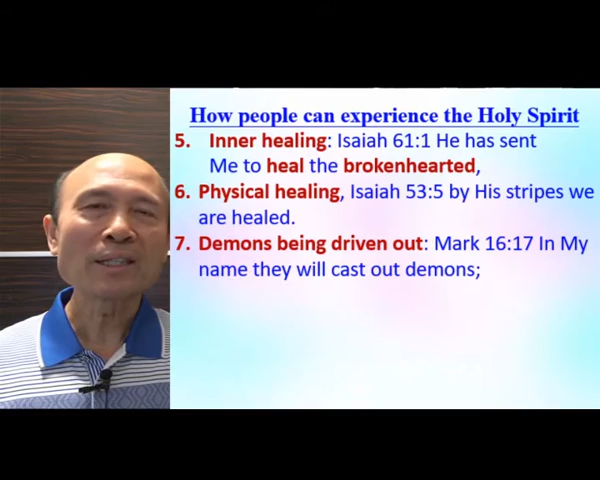 How people can experience the Holy Spirit
5. Inner healing: Isaiah 61:1 He has sent
Me to heal the brokenhearted,
6. Physical healing, Isaiah 53:5 by His stripes we
are healed.
7. Demons being driven out: Mark 16:17 In My
name they will cast out demons;